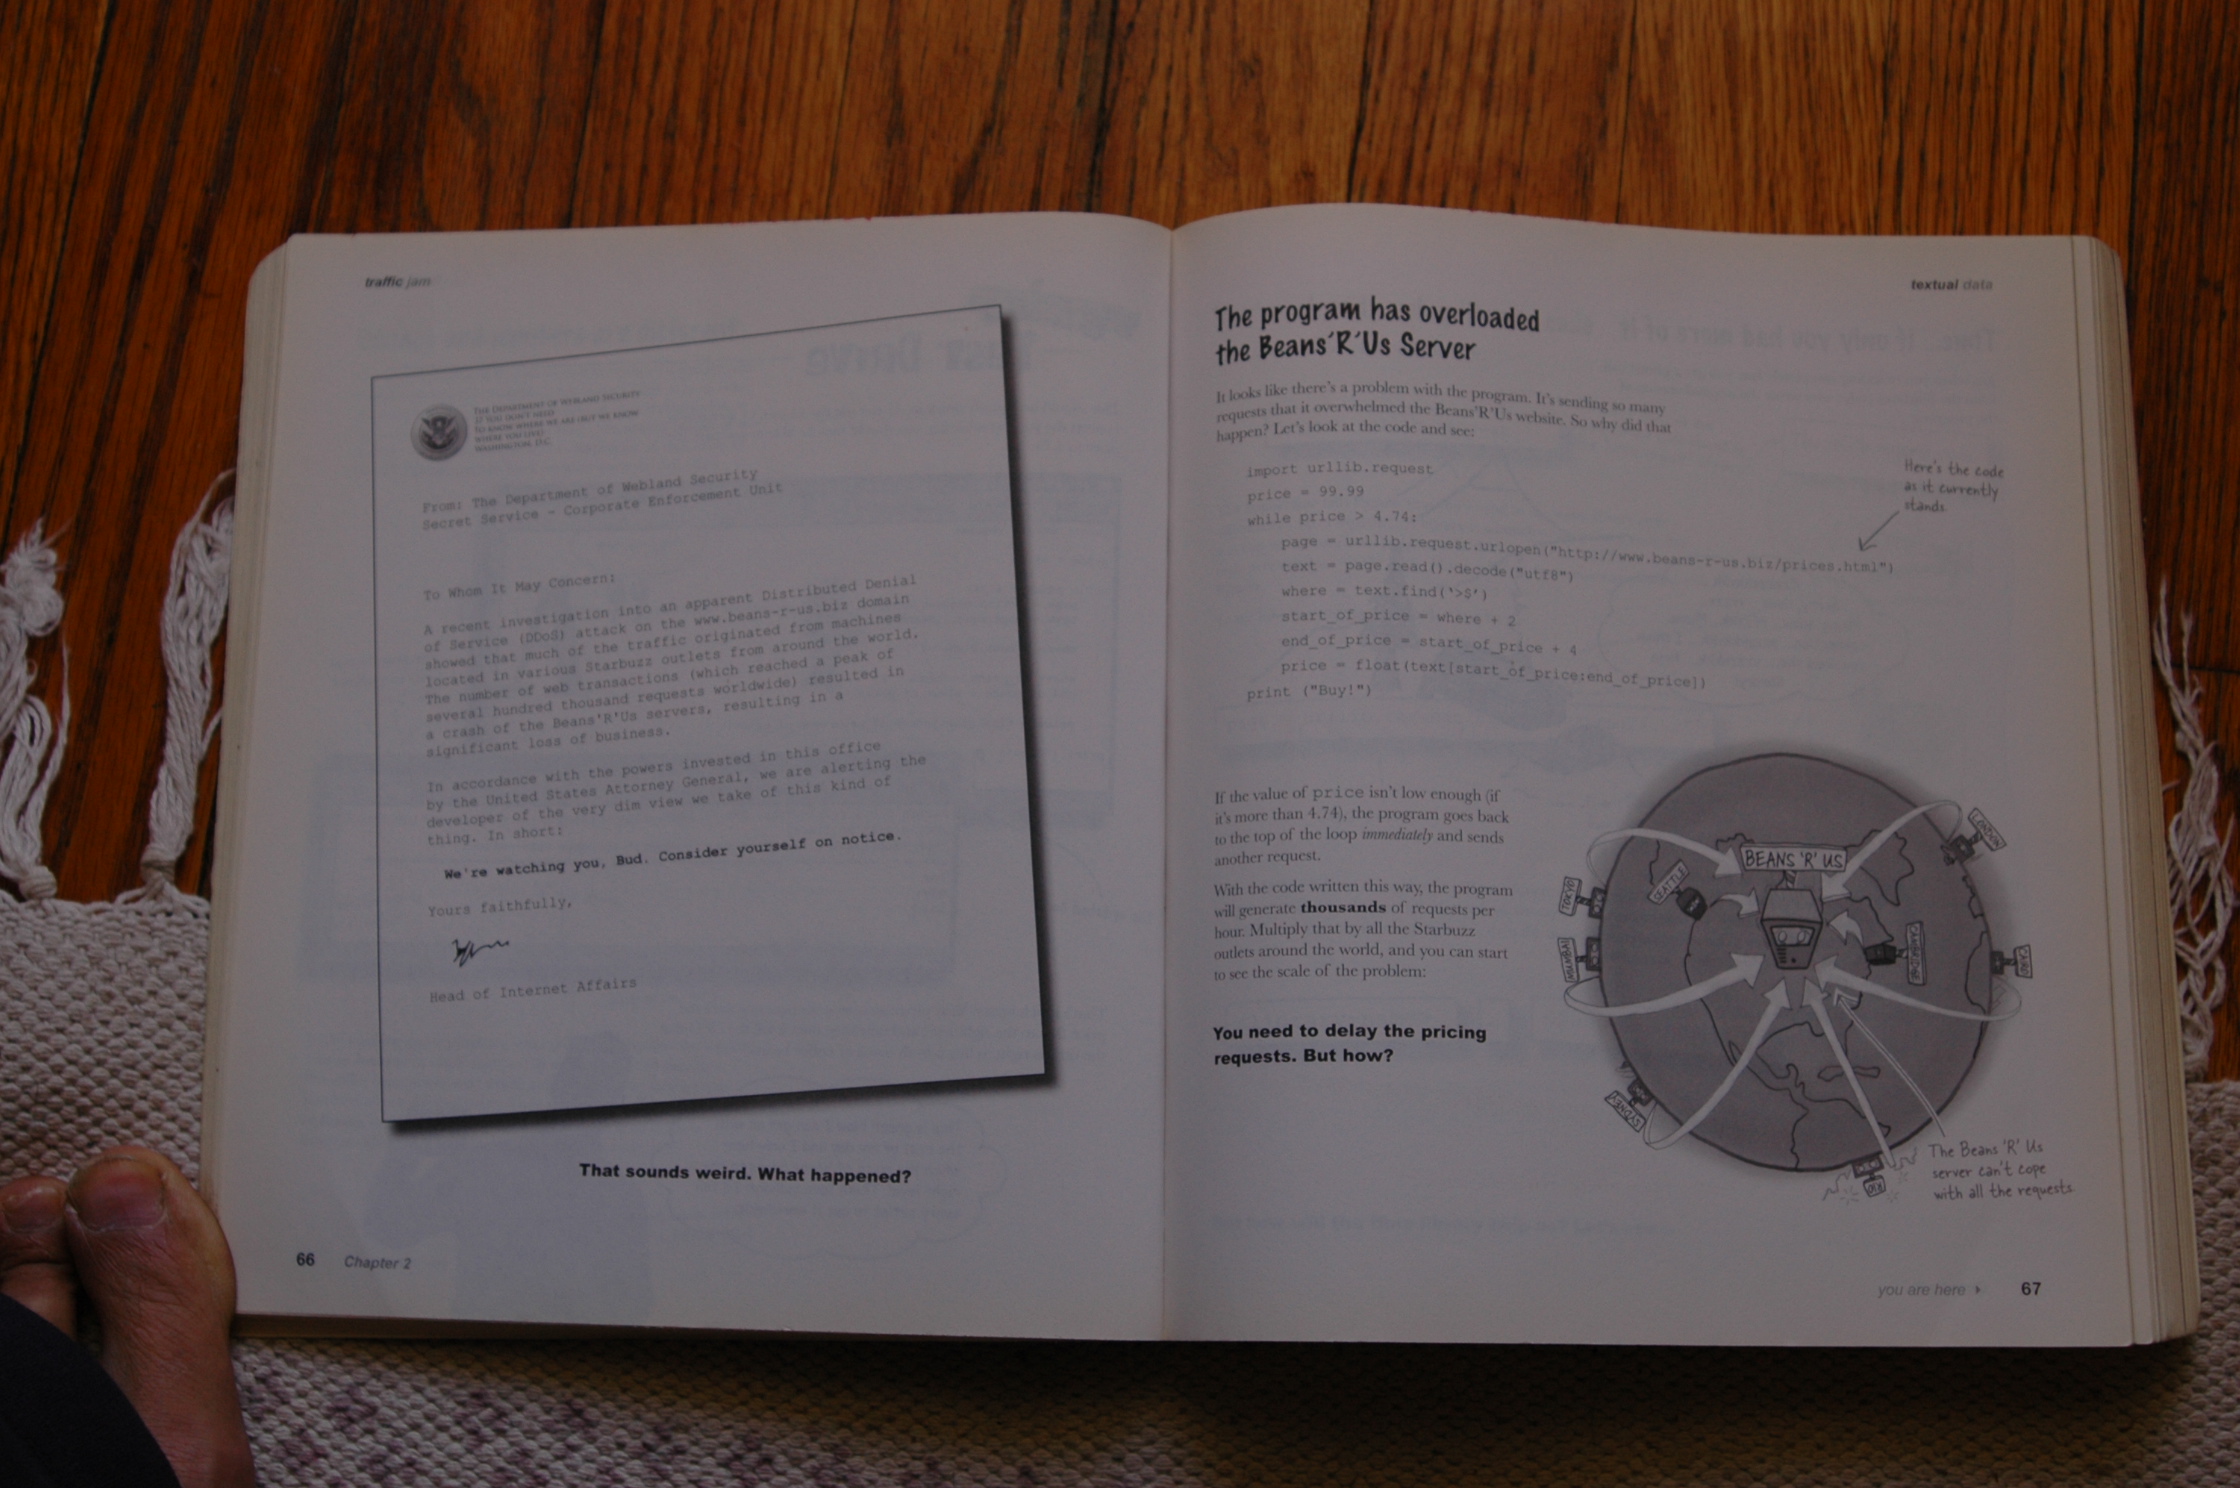 traffic jam
THE DEPARTMENT OF WEBLAND SECURITY
IF YOU DON'T NEED
TO KNOW WHERE WE ARE (BUT WE KNOW
WHERE YOU LIVE)
WASHINGTON, D.C.
From: The Department of Webland Security
Secret Service - Corporate Enforcement Unit
To Whom It May Concern:
A recent investigation into an apparent Distributed Denial
of Service (DDoS) attack on the www.beans-r-us.biz domain
showed that much of the traffic originated from machines
located in various Starbuzz outlets from around the world.
The number of web transactions (which reached a peak of
several hundred thousand requests worldwide) resulted in
a crash of the Beans'R'Us servers, resulting in a
significant loss of business.
In accordance with the powers invested in this office
by the United States Attorney General, we are alerting the
developer of the very dim view we take of this kind of
thing. In short:
We're watching you, Bud. Consider yourself on notice.
Yours faithfully,
Head of Internet Affairs
That sounds weird. What happened?
66 Chapter 2
textual data
The program has overloaded
the Beans'R'Us Server
It looks like there's a problem with the program. It's sending so many
requests that it overwhelmed the Beans'R'Us website. So why did that
happen? Let's look at the code and see:
Here's the code
as it currently
stands
import urllib.request
price = 99.99
while price > 4.74:
page = urllib.request.urlopen("http://www.beans-r-us.biz/prices.html")
text = page.read().decode("utf8")
where = text.find('>$')
start_of_price = where + 2
end_of_price = start_of_price + 4
price = float(text[start_of_price:end_of_price])
print ("Buy!")
If the value of price isn't low enough (if
it's more than 4.74), the program goes back
to the top of the loop immediately and sends
another request.
With the code written this way, the program
will generate thousands of requests per
hour. Multiply that by all the Starbuzz
outlets around the world, and you can start
to see the scale of the problem:
You need to delay the pricing
requests. But how?
LONDON
CAIRO
CAMBRIDGE
BEANS 'R' US
SEATTLE
TOKYO
MUMBAI
SYDNEY
The Beans 'R' Us
server can't cope
with all the requests
you are here
67